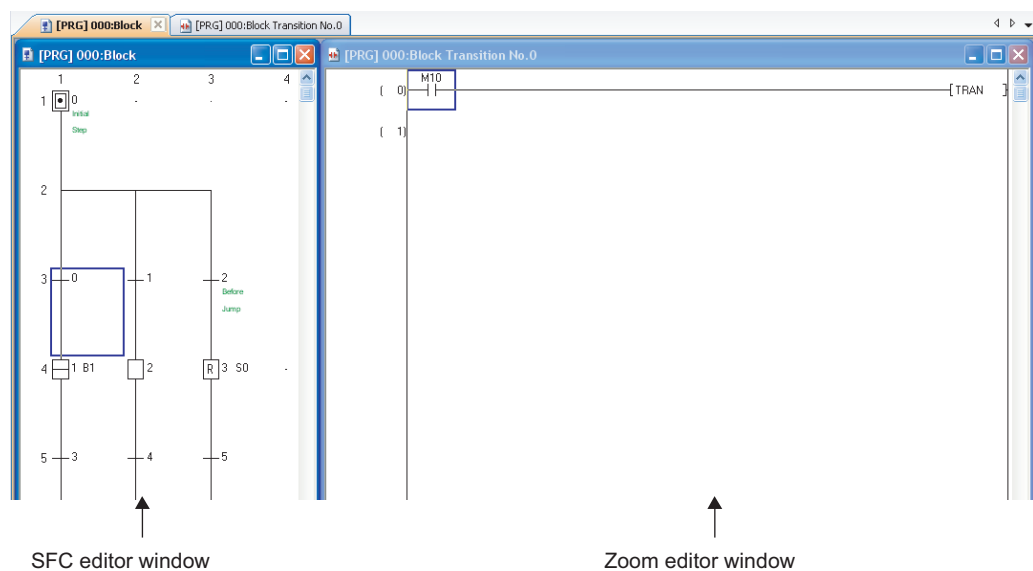 [PRG] 000:Block
[PRG] 000:Block Transition No.0
[PRG] 000:Block
1 2 3 4
1 0
Initial
Step
2
3 0 1 2
Before
Jump
4 1 B1 2 R 3 S0
5 3 4 5
[PRG] 000:Block Transition No.0
M10
( 0) TRAN
( 1)
SFC editor window
Zoom editor window